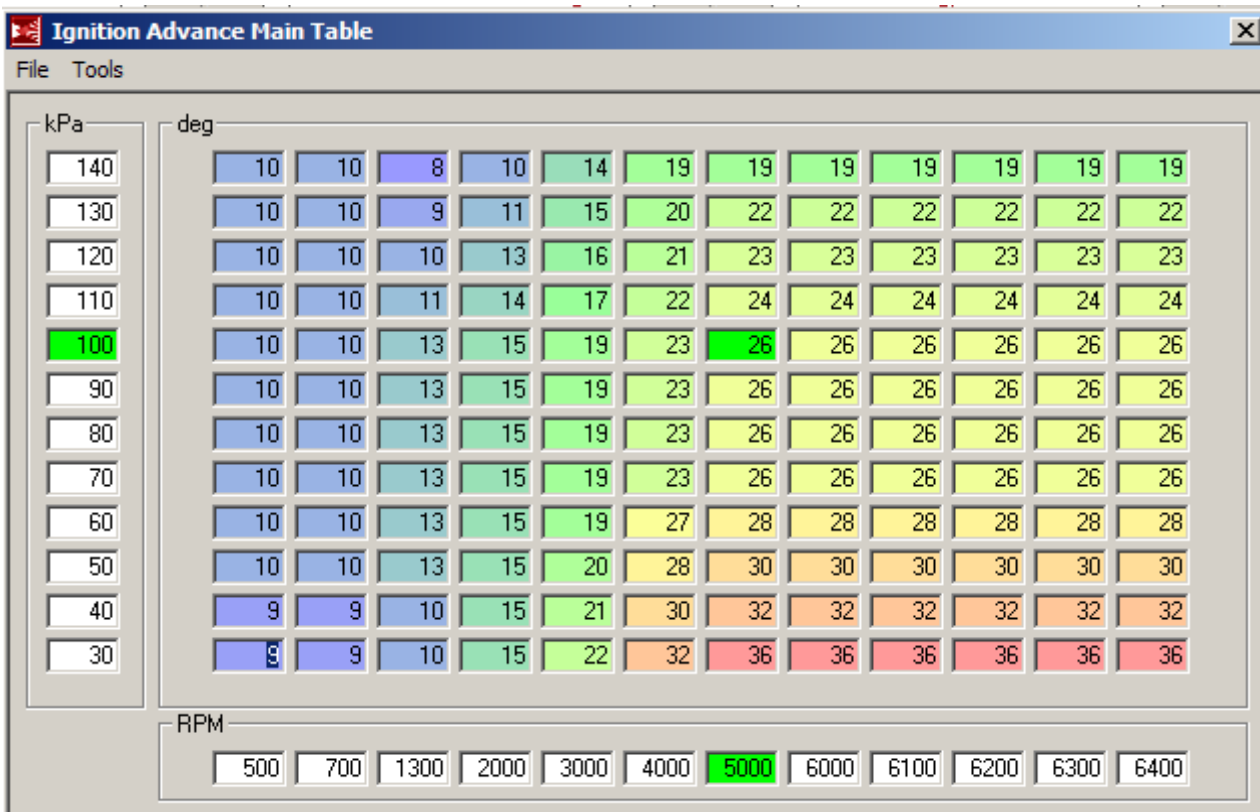 Ignition Advance Main Table
File Tools
kPa deg
140 10 10 8 10 14 19 19 19 19 19 19 19
130 10 10 9 11 15 20 22 22 22 22 22 22
120 10 10 10 13 16 21 23 23 23 23 23 23
110 10 10 11 14 17 22 24 24 24 24 24 24
100 10 10 13 15 19 23 26 26 26 26 26 26
90 10 10 13 15 19 23 26 26 26 26 26 26
80 10 10 13 15 19 23 26 26 26 26 26 26
70 10 10 13 15 19 23 26 26 26 26 26 26
60 10 10 13 15 19 27 28 28 28 28 28 28
50 10 10 13 15 20 28 30 30 30 30 30 30
40 9 9 10 15 21 30 32 32 32 32 32 32
30 9 9 10 15 22 32 36 36 36 36 36 36
RPM
500 700 1300 2000 3000 4000 5000 6000 6100 6200 6300 6400